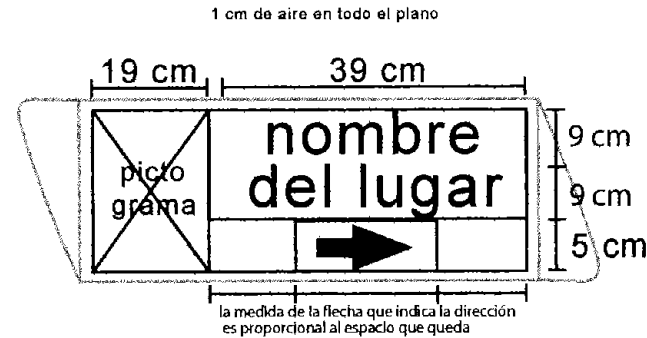 1 cm de aire en todo el plano
19 cm
39 cm
nombre
del lugar
picto
grama
9 cm
9 cm
5 cm
la medida de la flecha que indica la dirección
es proporcional al espacio que queda